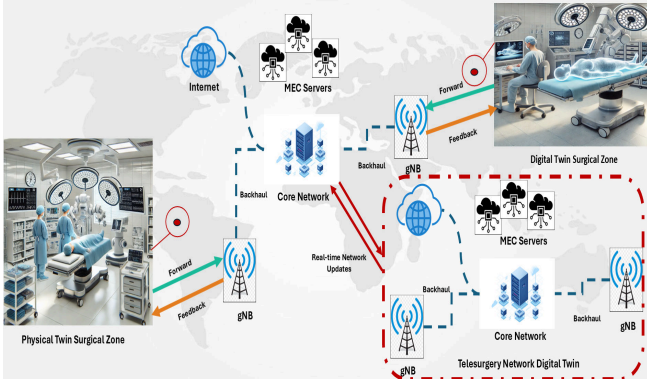 Internet
MEC Servers
Forward
Feedback
Digital Twin Surgical Zone
Backhaul
gNB
Core Network
Backhaul
Real-time Network
Updates
Forward
Feedback
gNB
Physical Twin Surgical Zone
MEC Servers
Backhaul
Core Network
Backhaul
gNB
gNB
Telesurgery Network Digital Twin